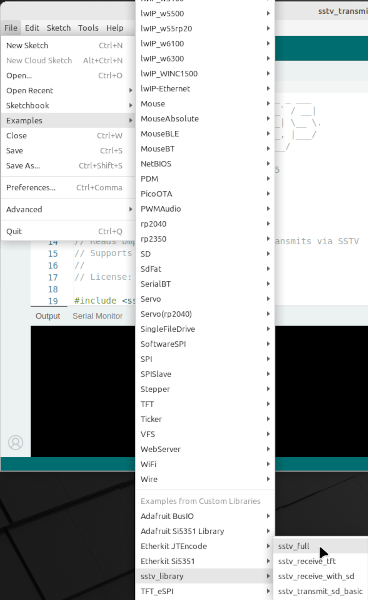 sstv_transmi
File Edit Sketch Tools Help
New Sketch Ctrl+N
New Cloud Sketch Alt+Ctrl+N
Open... Ctrl+O
Open Recent
Sketchbook
Examples
Close Ctrl+W
Save Ctrl+S
Save As... Ctrl+Shift+S
Preferences... Ctrl+Comma
Advanced
Quit Ctrl+Q
lwIP_w5500
lwIP_w55rp20
lwIP_w6100
lwIP_w6300
lwIP_WINC1500
lwIP-Ethernet
Mouse
MouseAbsolute
MouseBLE
MouseBT
NetBIOS
PDM
PicoOTA
PWMAudio
rp2040
rp2350
SD
SdFat
SerialBT
Servo
Servo(rp2040)
SingleFileDrive
SoftwareSPI
SPI
SPISlave
Stepper
TFT
Ticker
VFS
WebServer
WiFi
Wire
Examples from Custom Libraries
Adafruit BusIO
Adafruit Si5351 Library
Etherkit JTEncode
Etherkit Si5351
sstv_library
TFT_eSPI
sstv_full
sstv_receive_tft
sstv_receive_with_sd
sstv_transmit_sd_basic
14 // Reads imp
ansmits via SSTV
15 // Supports
16 //
17 // License:
18
19 #include <ss
Output Serial Monitor